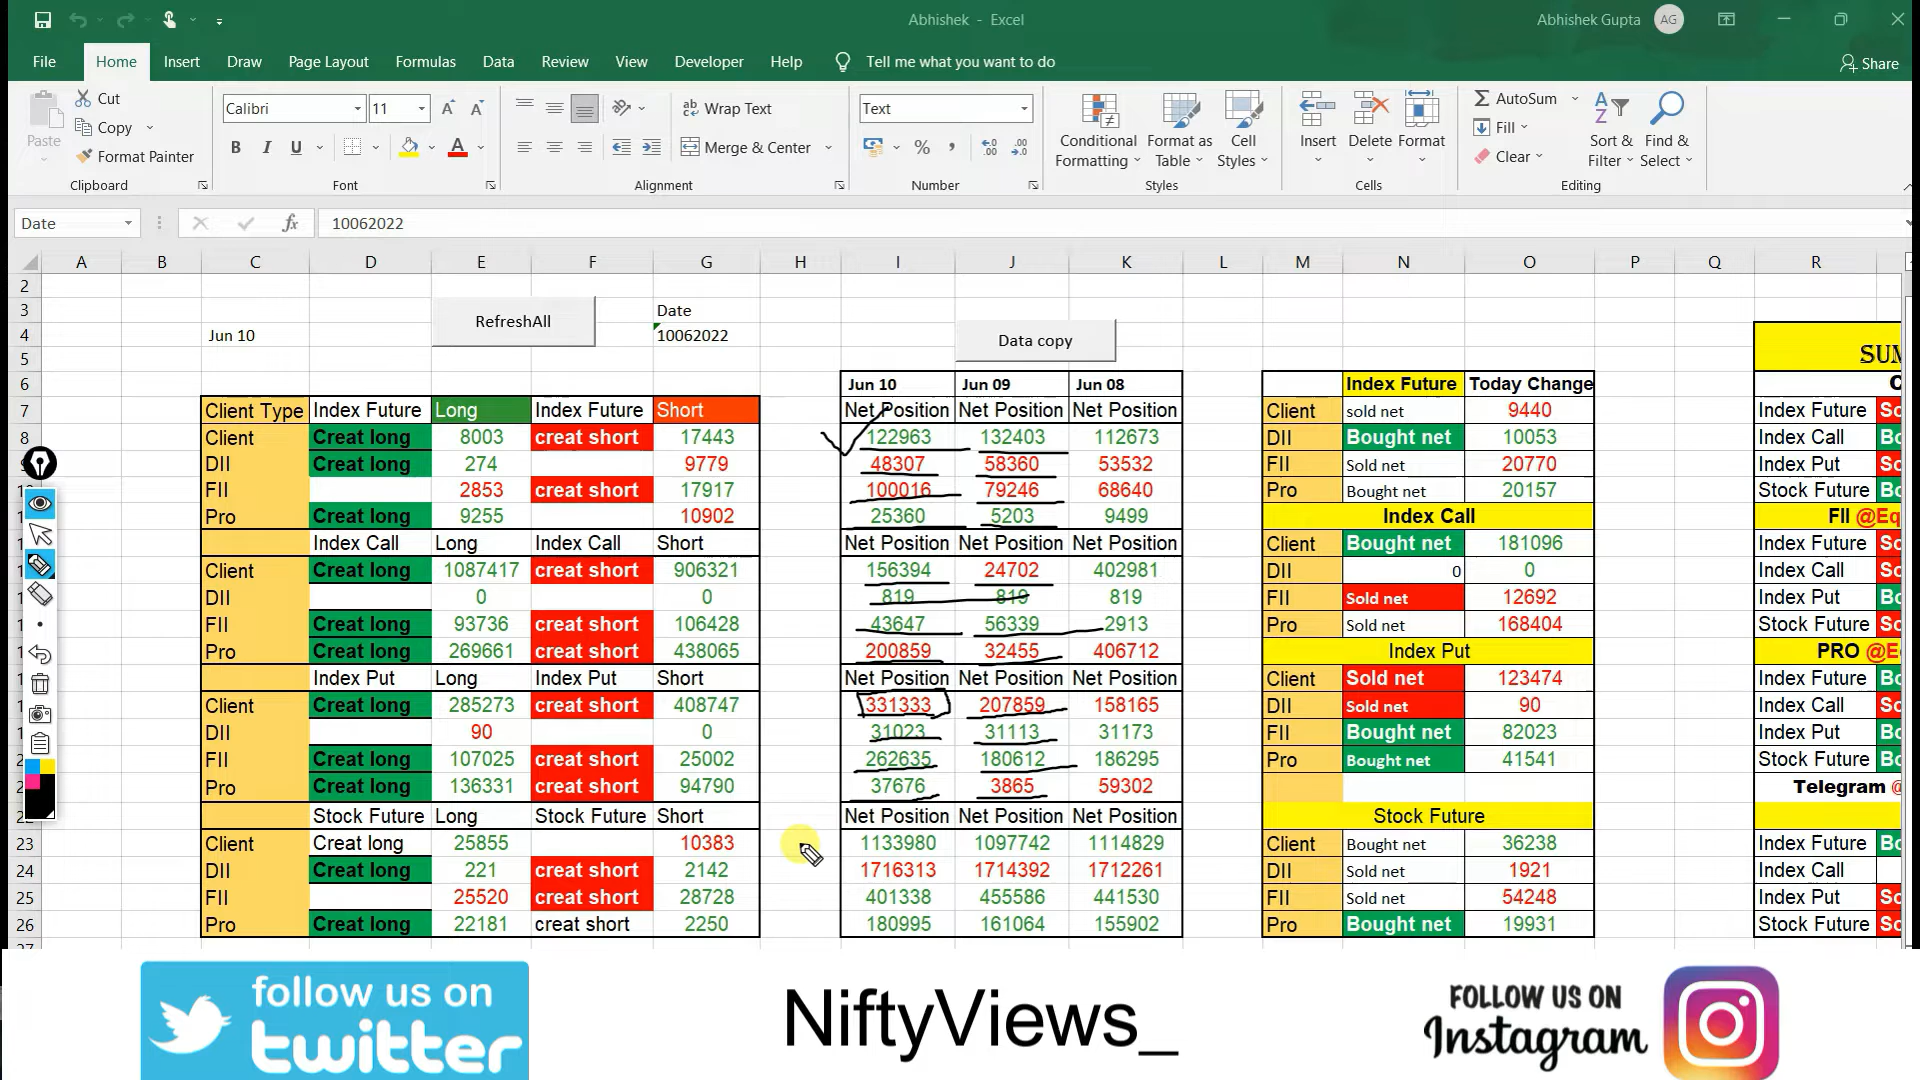 Abhishek - Excel
Abhishek Gupta AG
File Home Insert Draw Page Layout Formulas Data Review View Developer Help Tell me what you want to do Share
Paste
Cut
Copy
Format Painter
Clipboard
Calibri 11
B I U
Font
ab Wrap Text
Merge & Center
Alignment
Text
%
Number
Conditional Formatting
Format as Table
Cell Styles
Styles
Insert Delete Format
Cells
AutoSum
Fill
Clear
Sort & Filter
Find & Select
Editing
Date fx 10062022
A B C D E F G H I J K L M N O P Q R
2
3 Date
RefreshAll
4 Jun 10 10062022
Data copy
5
SUM
6 Jun 10 Jun 09 Jun 08 Index Future Today Change
7 Client Type Index Future Long Index Future Short Net Position Net Position Net Position Client sold net 9440 Index Future
8 Client Creat long 8003 creat short 17443 122963 132403 112673 DII Bought net 10053 Index Call
DII Creat long 274 9779 48307 58360 53532 FII Sold net 20770 Index Put
FII 2853 creat short 17917 100016 79246 68640 Pro Bought net 20157 Stock Future
Pro Creat long 9255 10902 25360 5203 9499 Index Call FII @Eq
Index Call Long Index Call Short Net Position Net Position Net Position Client Bought net 181096 Index Future
Client Creat long 1087417 creat short 906321 156394 24702 402981 DII 0 0 Index Call
DII 0 0 819 819 819 FII Sold net 12692 Index Put
FII Creat long 93736 creat short 106428 43647 56339 2913 Pro Sold net 168404 Stock Future
Pro Creat long 269661 creat short 438065 200859 32455 406712 Index Put PRO @E
Index Put Long Index Put Short Net Position Net Position Net Position Client Sold net 123474 Index Future
Client Creat long 285273 creat short 408747 331333 207859 158165 DII Sold net 90 Index Call
DII 90 0 31023 31113 31173 FII Bought net 82023 Index Put
FII Creat long 107025 creat short 25002 262635 180612 186295 Pro Bought net 41541 Stock Future
Pro Creat long 136331 creat short 94790 37676 3865 59302 Telegram @
22 Stock Future Long Stock Future Short Net Position Net Position Net Position Stock Future
23 Client Creat long 25855 10383 1133980 1097742 1114829 Client Bought net 36238 Index Future
24 DII Creat long 221 creat short 2142 1716313 1714392 1712261 DII Sold net 1921 Index Call
25 FII 25520 creat short 28728 401338 455586 441530 FII Sold net 54248 Index Put
26 Pro Creat long 22181 creat short 2250 180995 161064 155902 Pro Bought net 19931 Stock Future
follow us on
twitter
NiftyViews_
FOLLOW US ON
Instagram